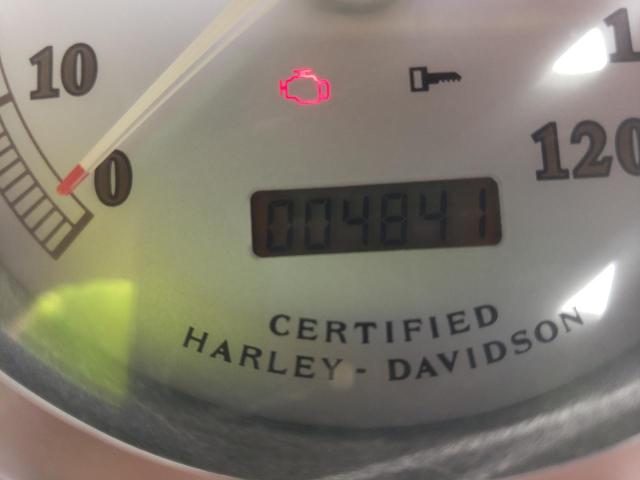 10
0
120
004841
CERTIFIED
HARLEY - DAVIDSON